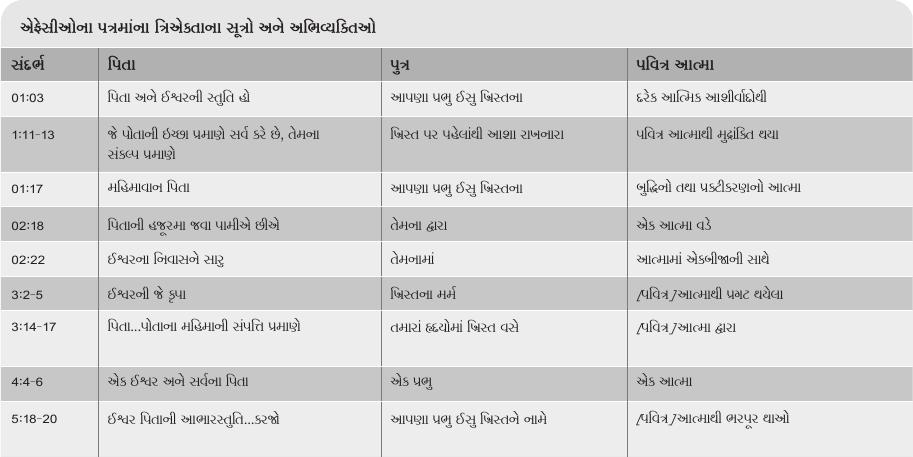 એફેસીઓના પત્રમાંના ત્રિએક્તાના સૂત્રો અને અભિવ્યક્તિઓ
સંદર્ભ પિતા પુત્ર પવિત્ર આત્મા
01:03 પિતા અને ઈશ્વરની સ્તુતિ હો આપણા પ્રભુ ઈસુ ખ્રિસ્તના દરેક આત્મિક આશીર્વાદોથી
1:11-13 જે પોતાની ઇચ્છા પ્રમાણે સર્વ કરે છે, તેમના ખ્રિસ્ત પર પહેલાંથી આશા રાખનારા પવિત્ર આત્માથી મુદ્રાંકિત થયા
સંકલ્પ પ્રમાણે
01:17 મહિમાવાન પિતા આપણા પ્રભુ ઈસુ ખ્રિસ્તના બુદ્ધિનો તથા પ્રક્ટીકરણનો આત્મા
02:18 પિતાની હજૂરમા જવા પામીએ છીએ તેમના દ્વારા એક આત્મા વડે
02:22 ઈશ્વરના નિવાસને સારુ તેમનામાં આત્મામાં એકબીજાની સાથે
3:2-5 ઈશ્વરની જે કૃપા ખ્રિસ્તના મર્મ [પવિત્ર]આત્માથી પ્રગટ થયેલા
3:14-17 પિતા...પોતાના મહિમાની સંપત્તિ પ્રમાણે તમારાં હૃદયોમાં ખ્રિસ્ત વસે [પવિત્ર]આત્મા દ્વારા
4:4-6 એક ઈશ્વર અને સર્વના પિતા એક પ્રભુ એક આત્મા
5:18-20 ઈશ્વર પિતાની આભારસ્તુતિ...કરજો આપણા પ્રભુ ઈસુ ખ્રિસ્તને નામે [પવિત્ર]આત્માથી ભરપૂર થાઓ